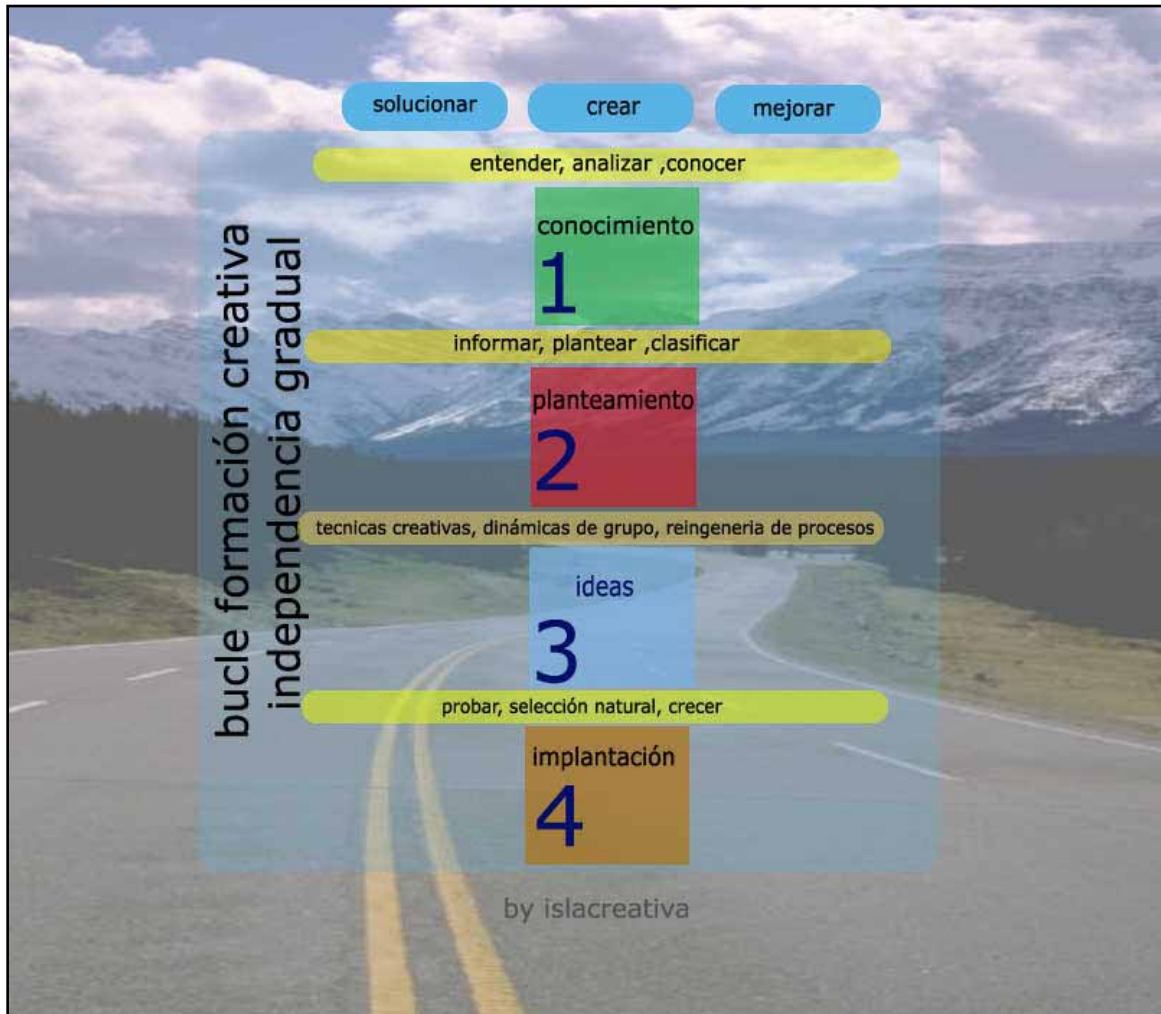 solucionar
crear
mejorar
entender, analizar ,conocer
conocimiento
1
informar, plantear ,clasificar
planteamiento
2
tecnicas creativas, dinámicas de grupo, reingeneria de procesos
ideas
3
probar, selección natural, crecer
implantación
4
bucle formación creativa
independencia gradual
by islacreativa